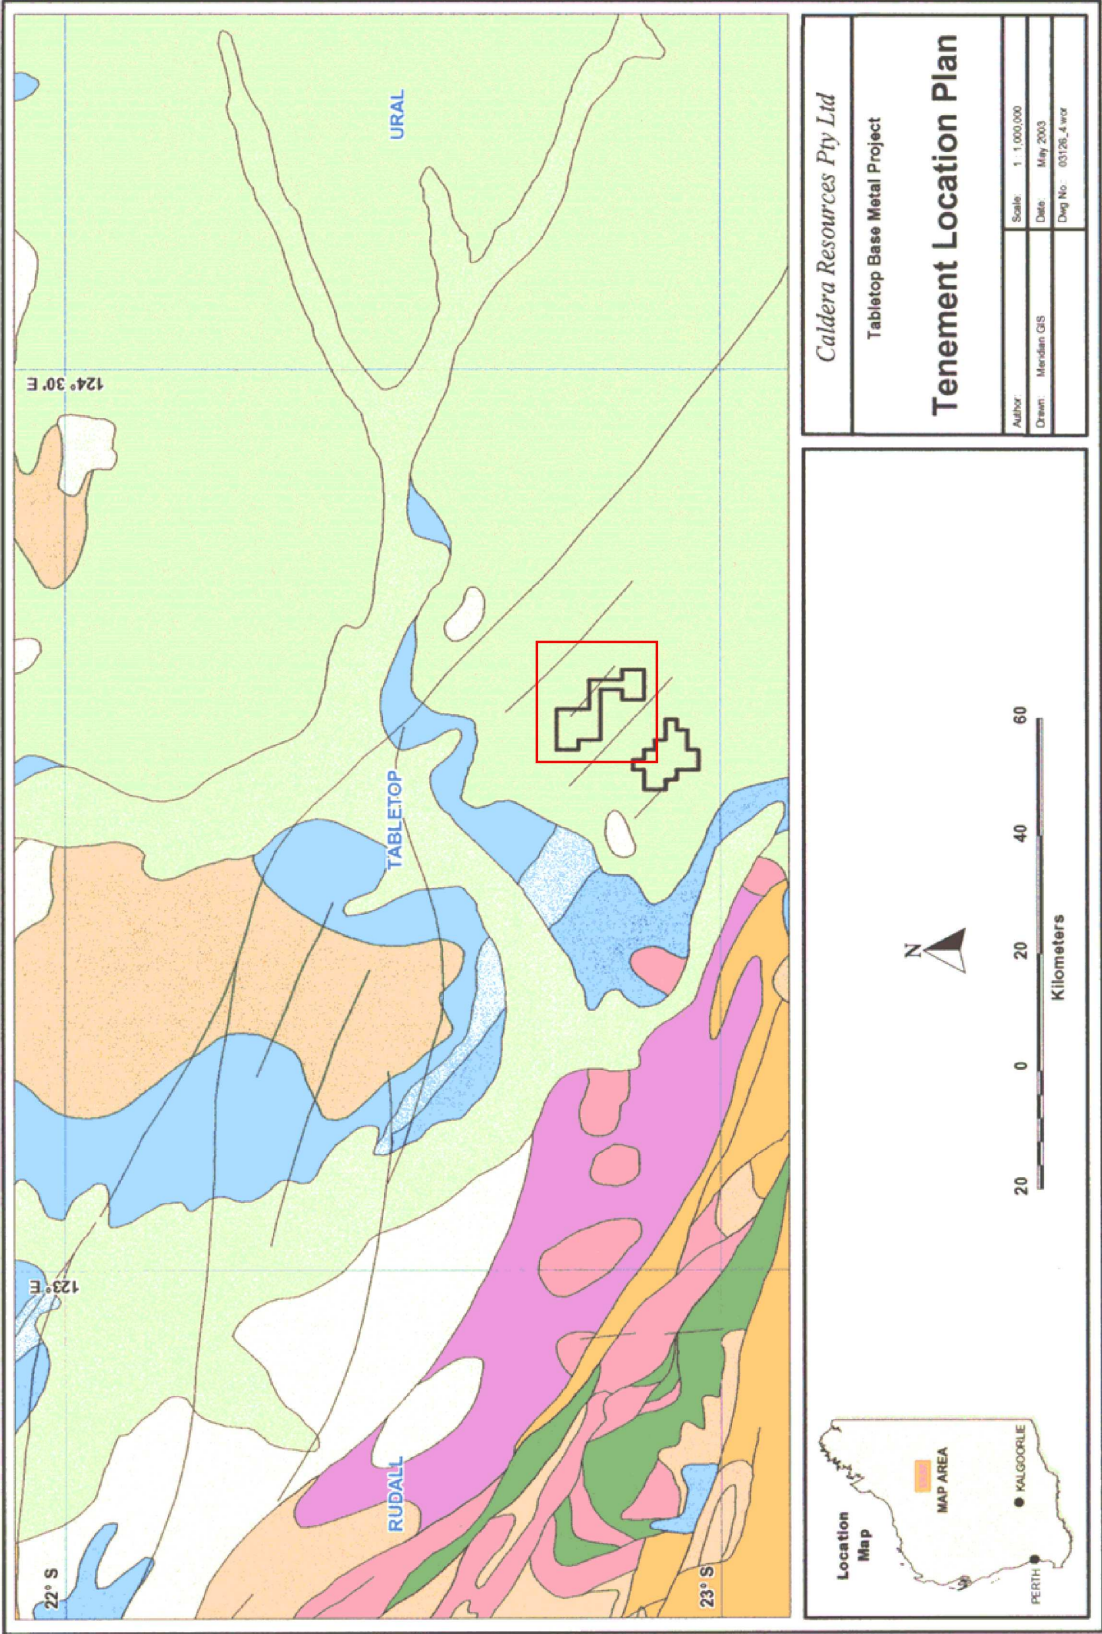 22° S
23° S
123° E
124° 30' E
RUDALL
TABLETOP
URAL
Location
Map
MAP AREA
KALGOORLIE
PERTH
N
20
0
20
40
60
Kilometers
Caldera Resources Pty Ltd
Tabletop Base Metal Project
Tenement Location Plan
Author:
Scale: 1 : 1,000,000
Drawn: Meridian GIS
Date: May 2003
Dwg No.: 03126_4.wor